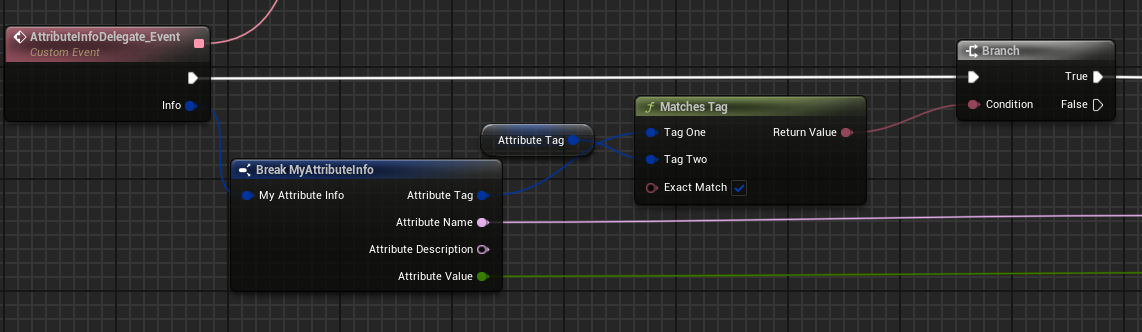 AttributeInfoDelegate_Event
Custom Event
Info
Break MyAttributeInfo
My Attribute Info
Attribute Tag
Attribute Name
Attribute Description
Attribute Value
Attribute Tag
f Matches Tag
Tag One
Return Value
Tag Two
Exact Match
Branch
True
Condition
False